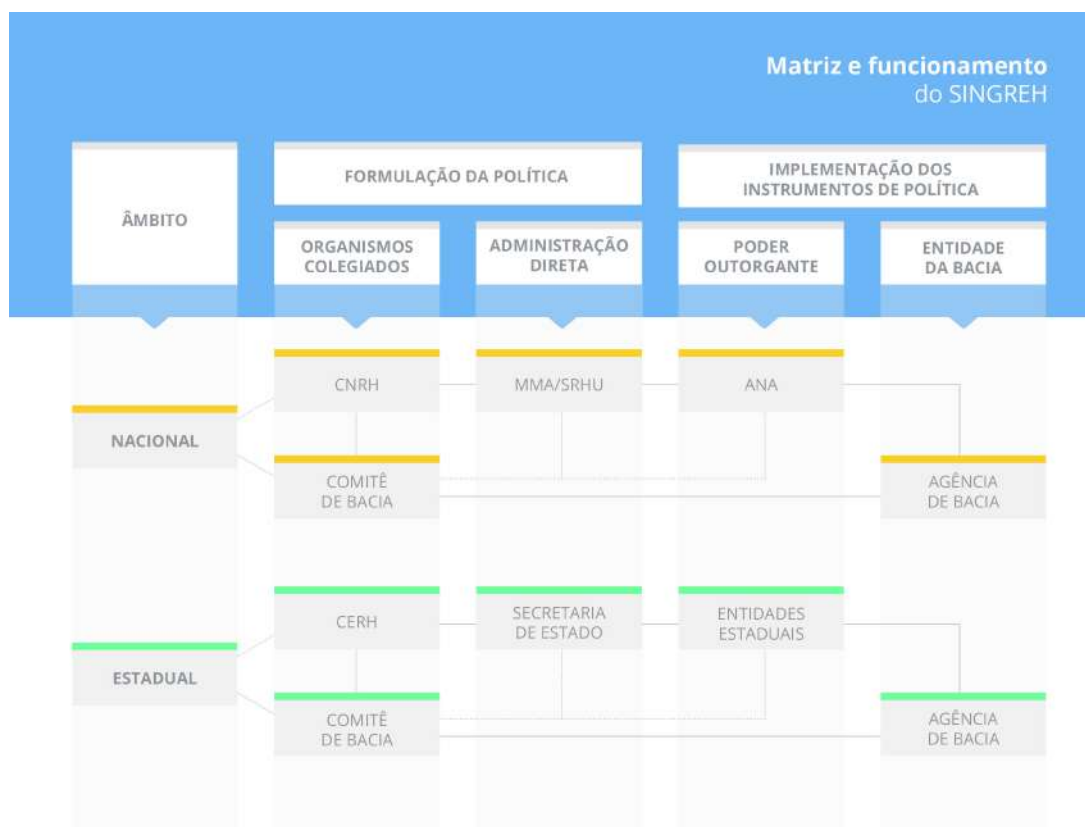 Matriz e funcionamento
do SINGREH
ÂMBITO
FORMULAÇÃO DA POLÍTICA
IMPLEMENTAÇÃO DOS
INSTRUMENTOS DE POLÍTICA
ORGANISMOS
COLEGIADOS
ADMINISTRAÇÃO
DIRETA
PODER
OUTORGANTE
ENTIDADE
DA BACIA
NACIONAL
CNRH
MMA/SRHU
ANA
COMITÊ
DE BACIA
AGÊNCIA
DE BACIA
ESTADUAL
CERH
SECRETARIA
DE ESTADO
ENTIDADES
ESTADUAIS
COMITÊ
DE BACIA
AGÊNCIA
DE BACIA